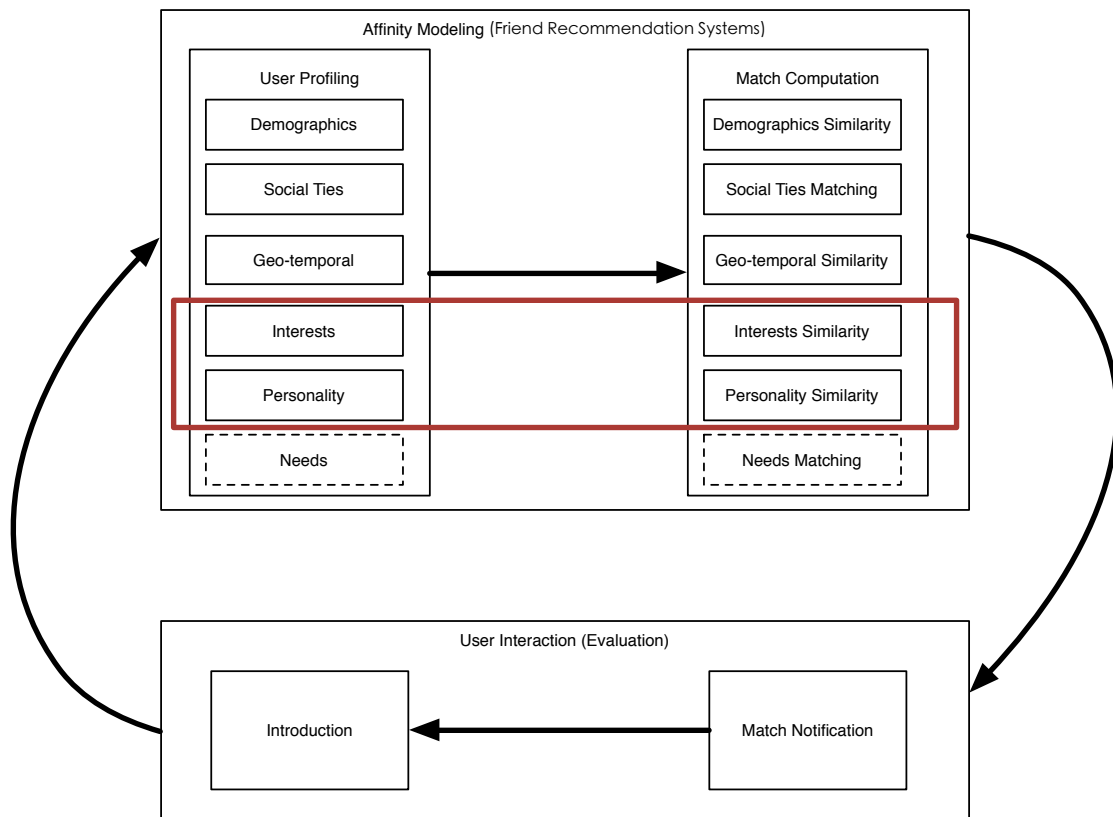 Affinity Modeling (Friend Recommendation Systems)
User Profiling
Demographics
Social Ties
Geo-temporal
Interests
Personality
Needs
Match Computation
Demographics Similarity
Social Ties Matching
Geo-temporal Similarity
Interests Similarity
Personality Similarity
Needs Matching
User Interaction (Evaluation)
Introduction
Match Notification